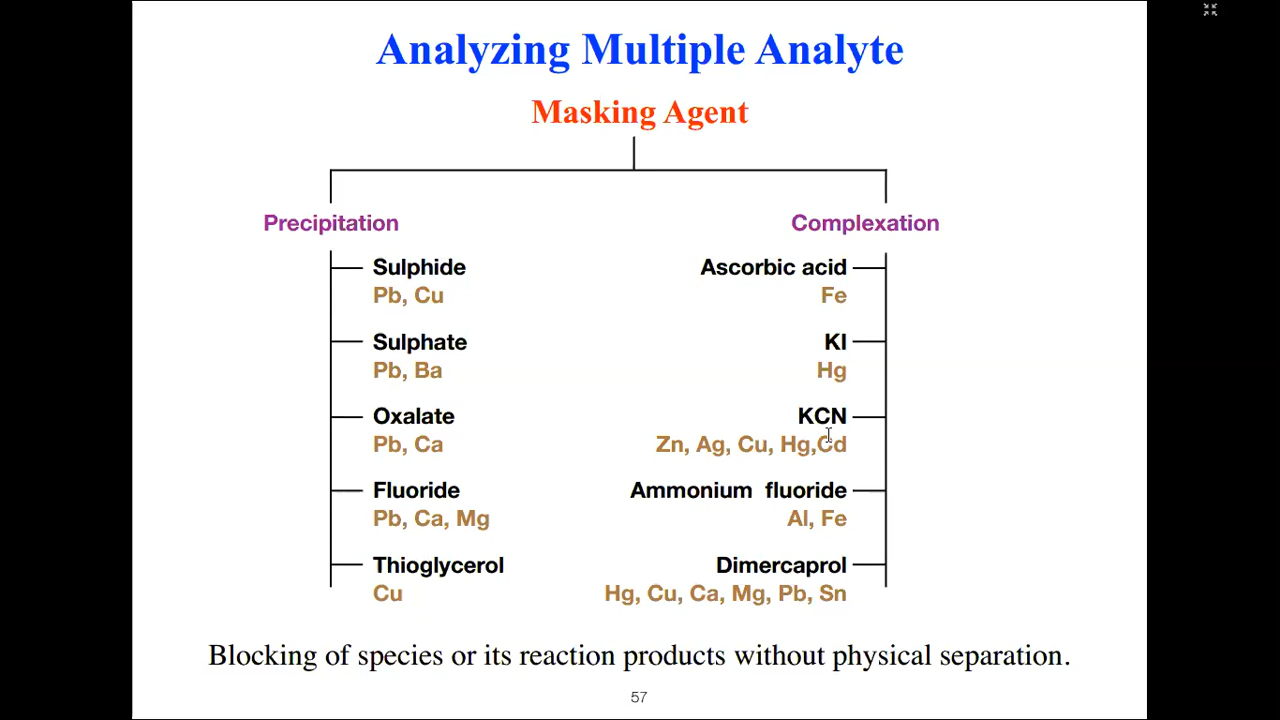 Analyzing Multiple Analyte
Masking Agent
Precipitation
Sulphide
Pb, Cu
Sulphate
Pb, Ba
Oxalate
Pb, Ca
Fluoride
Pb, Ca, Mg
Thioglycerol
Cu
Complexation
Ascorbic acid
Fe
KI
Hg
KCN
Zn, Ag, Cu, Hg,Cd
Ammonium fluoride
Al, Fe
Dimercaprol
Hg, Cu, Ca, Mg, Pb, Sn
Blocking of species or its reaction products without physical separation.
57